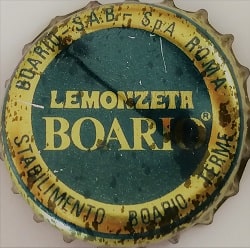 BOARIO S.A.B. SpA ROMA
LEMONZETA
BOARIO®
STABILIMENTO BOARIO TERME